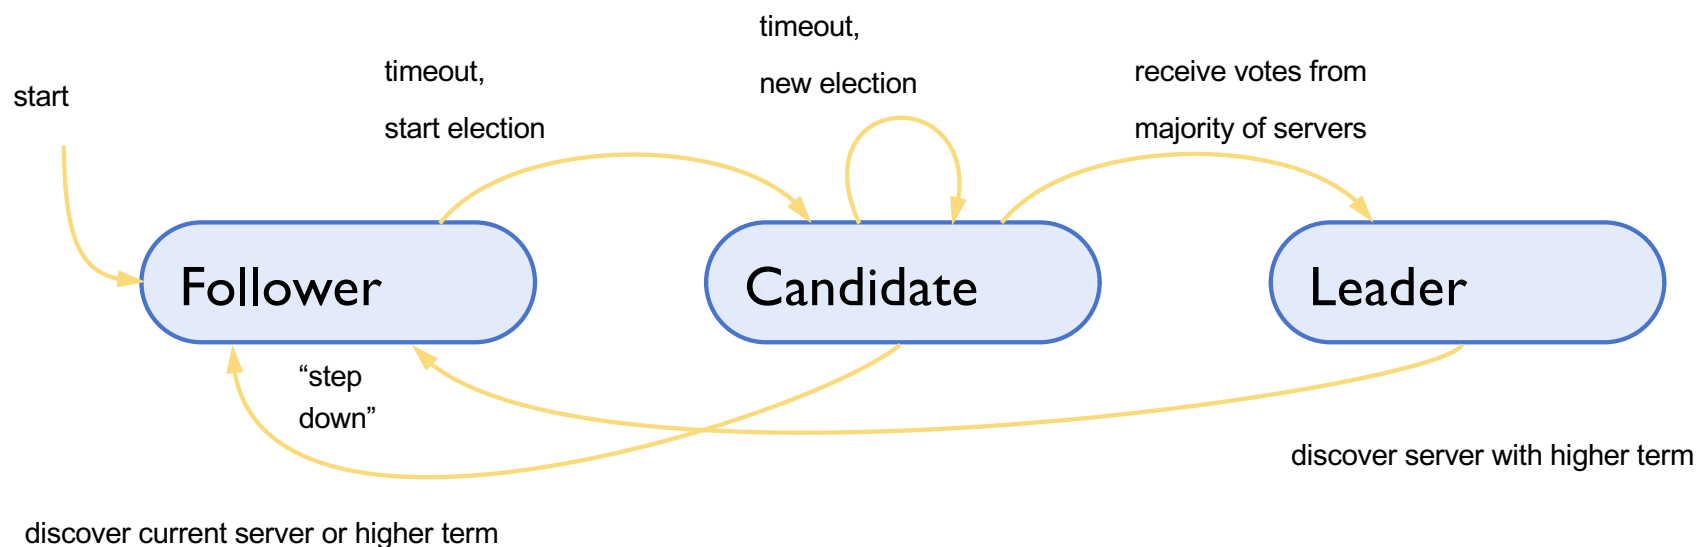 timeout,
new election
timeout,
start election
receive votes from
majority of servers
start
Follower
Candidate
Leader
“step
down”
discover server with higher term
discover current server or higher term